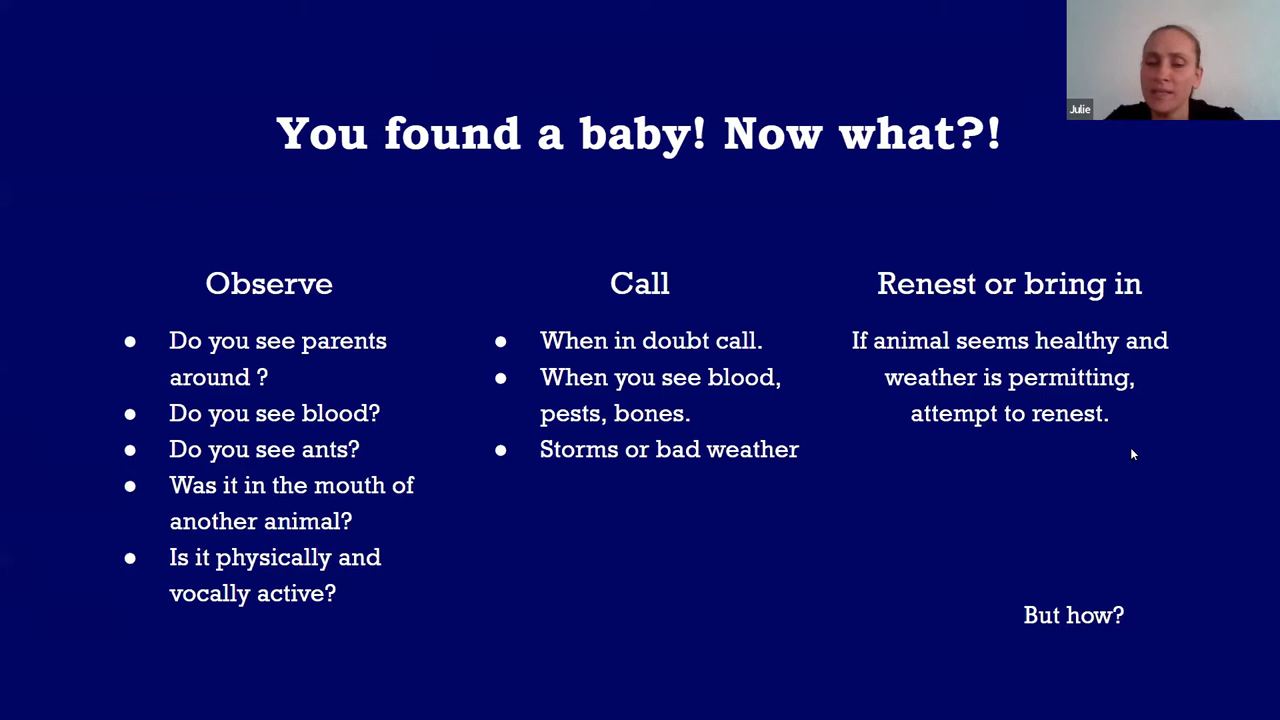 Julie
You found a baby! Now what?!
Observe
● Do you see parents
around ?
● Do you see blood?
● Do you see ants?
● Was it in the mouth of
another animal?
● Is it physically and
vocally active?
Call
● When in doubt call.
● When you see blood,
pests, bones.
● Storms or bad weather
Renest or bring in
If animal seems healthy and
weather is permitting,
attempt to renest.
But how?